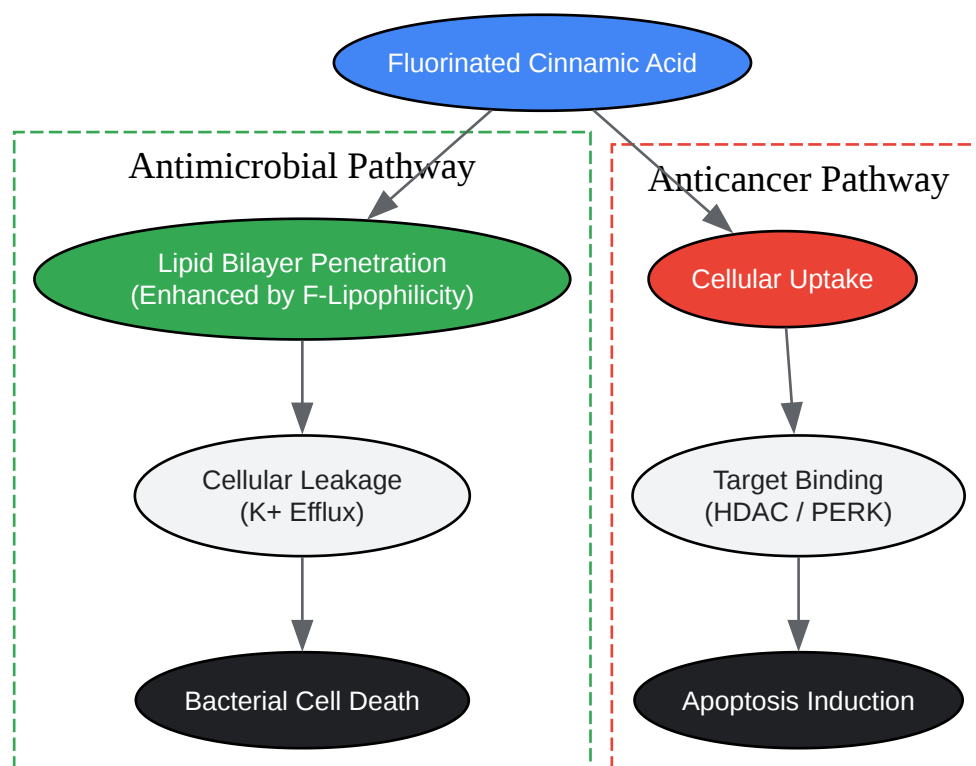 Fluorinated Cinnamic Acid
Antimicrobial Pathway
Anticancer Pathway
Lipid Bilayer Penetration
(Enhanced by F-Lipophilicity)
Cellular Uptake
Cellular Leakage
(K+ Efflux)
Target Binding
(HDAC / PERK)
Bacterial Cell Death
Apoptosis Induction